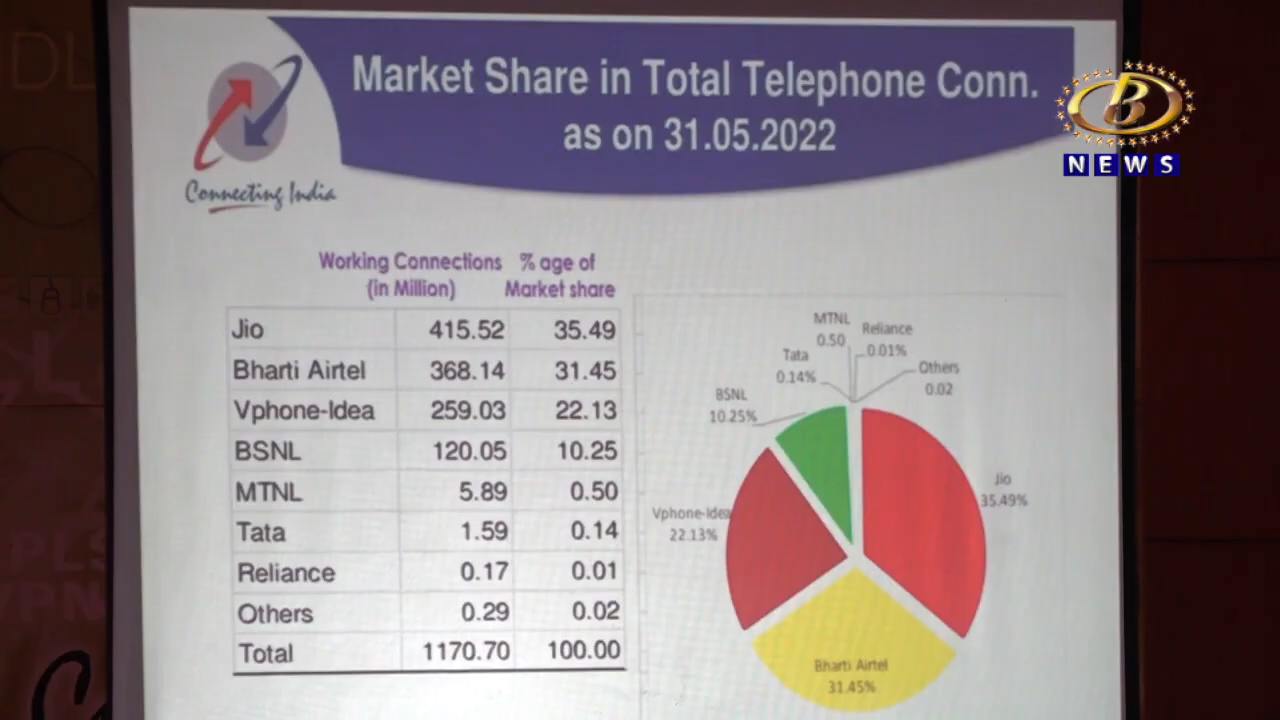 Market Share in Total Telephone Conn.
as on 31.05.2022
Connecting India
B
NEWS
Working Connections % age of
(in Million) Market share
Jio 415.52 35.49
Bharti Airtel 368.14 31.45
Vphone-Idea 259.03 22.13
BSNL 120.05 10.25
MTNL 5.89 0.50
Tata 1.59 0.14
Reliance 0.17 0.01
Others 0.29 0.02
Total 1170.70 100.00
MTNL
0.50
Reliance
0.01%
Tata
0.14%
Others
0.02
BSNL
10.25%
Jio
35.49%
Vphone-Idea
22.13%
Bharti Airtel
31.45%